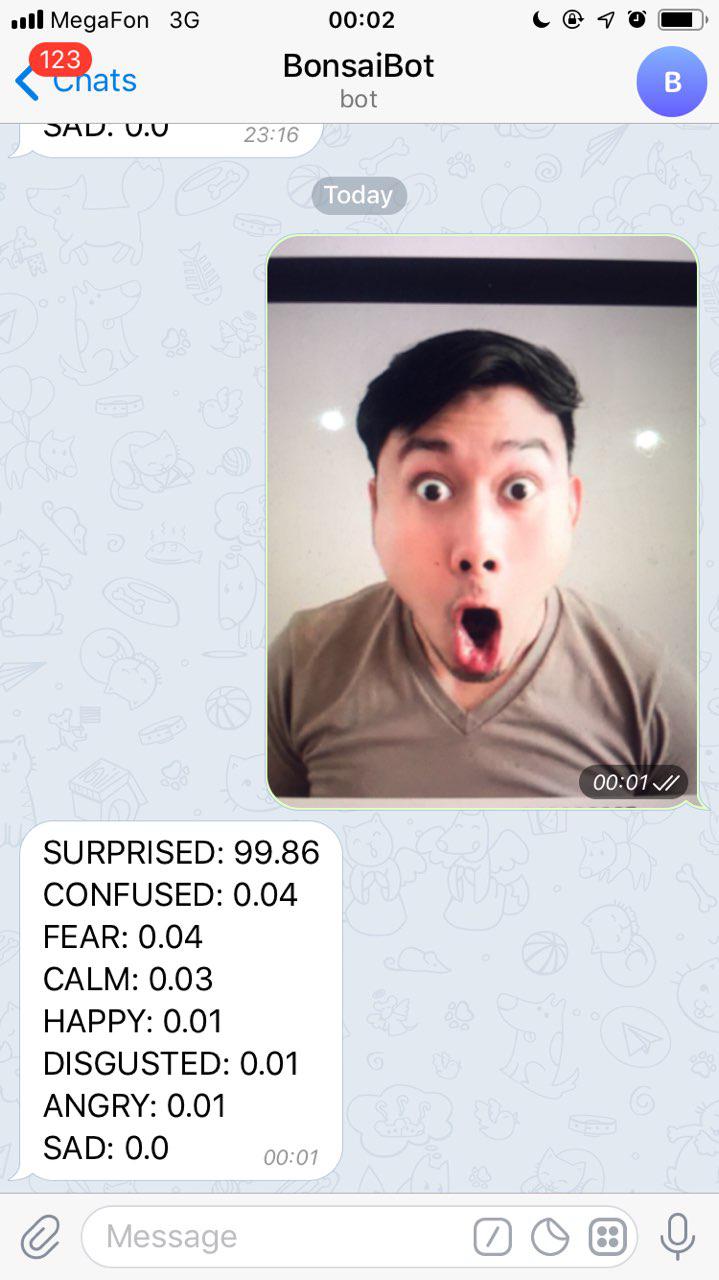 MegaFon 3G 00:02
123
Chats
BonsaiBot
B
bot
SAD: 0.0 23:16
Today
00:01
SURPRISED: 99.86
CONFUSED: 0.04
FEAR: 0.04
CALM: 0.03
HAPPY: 0.01
DISGUSTED: 0.01
ANGRY: 0.01
SAD: 0.0 00:01
Message